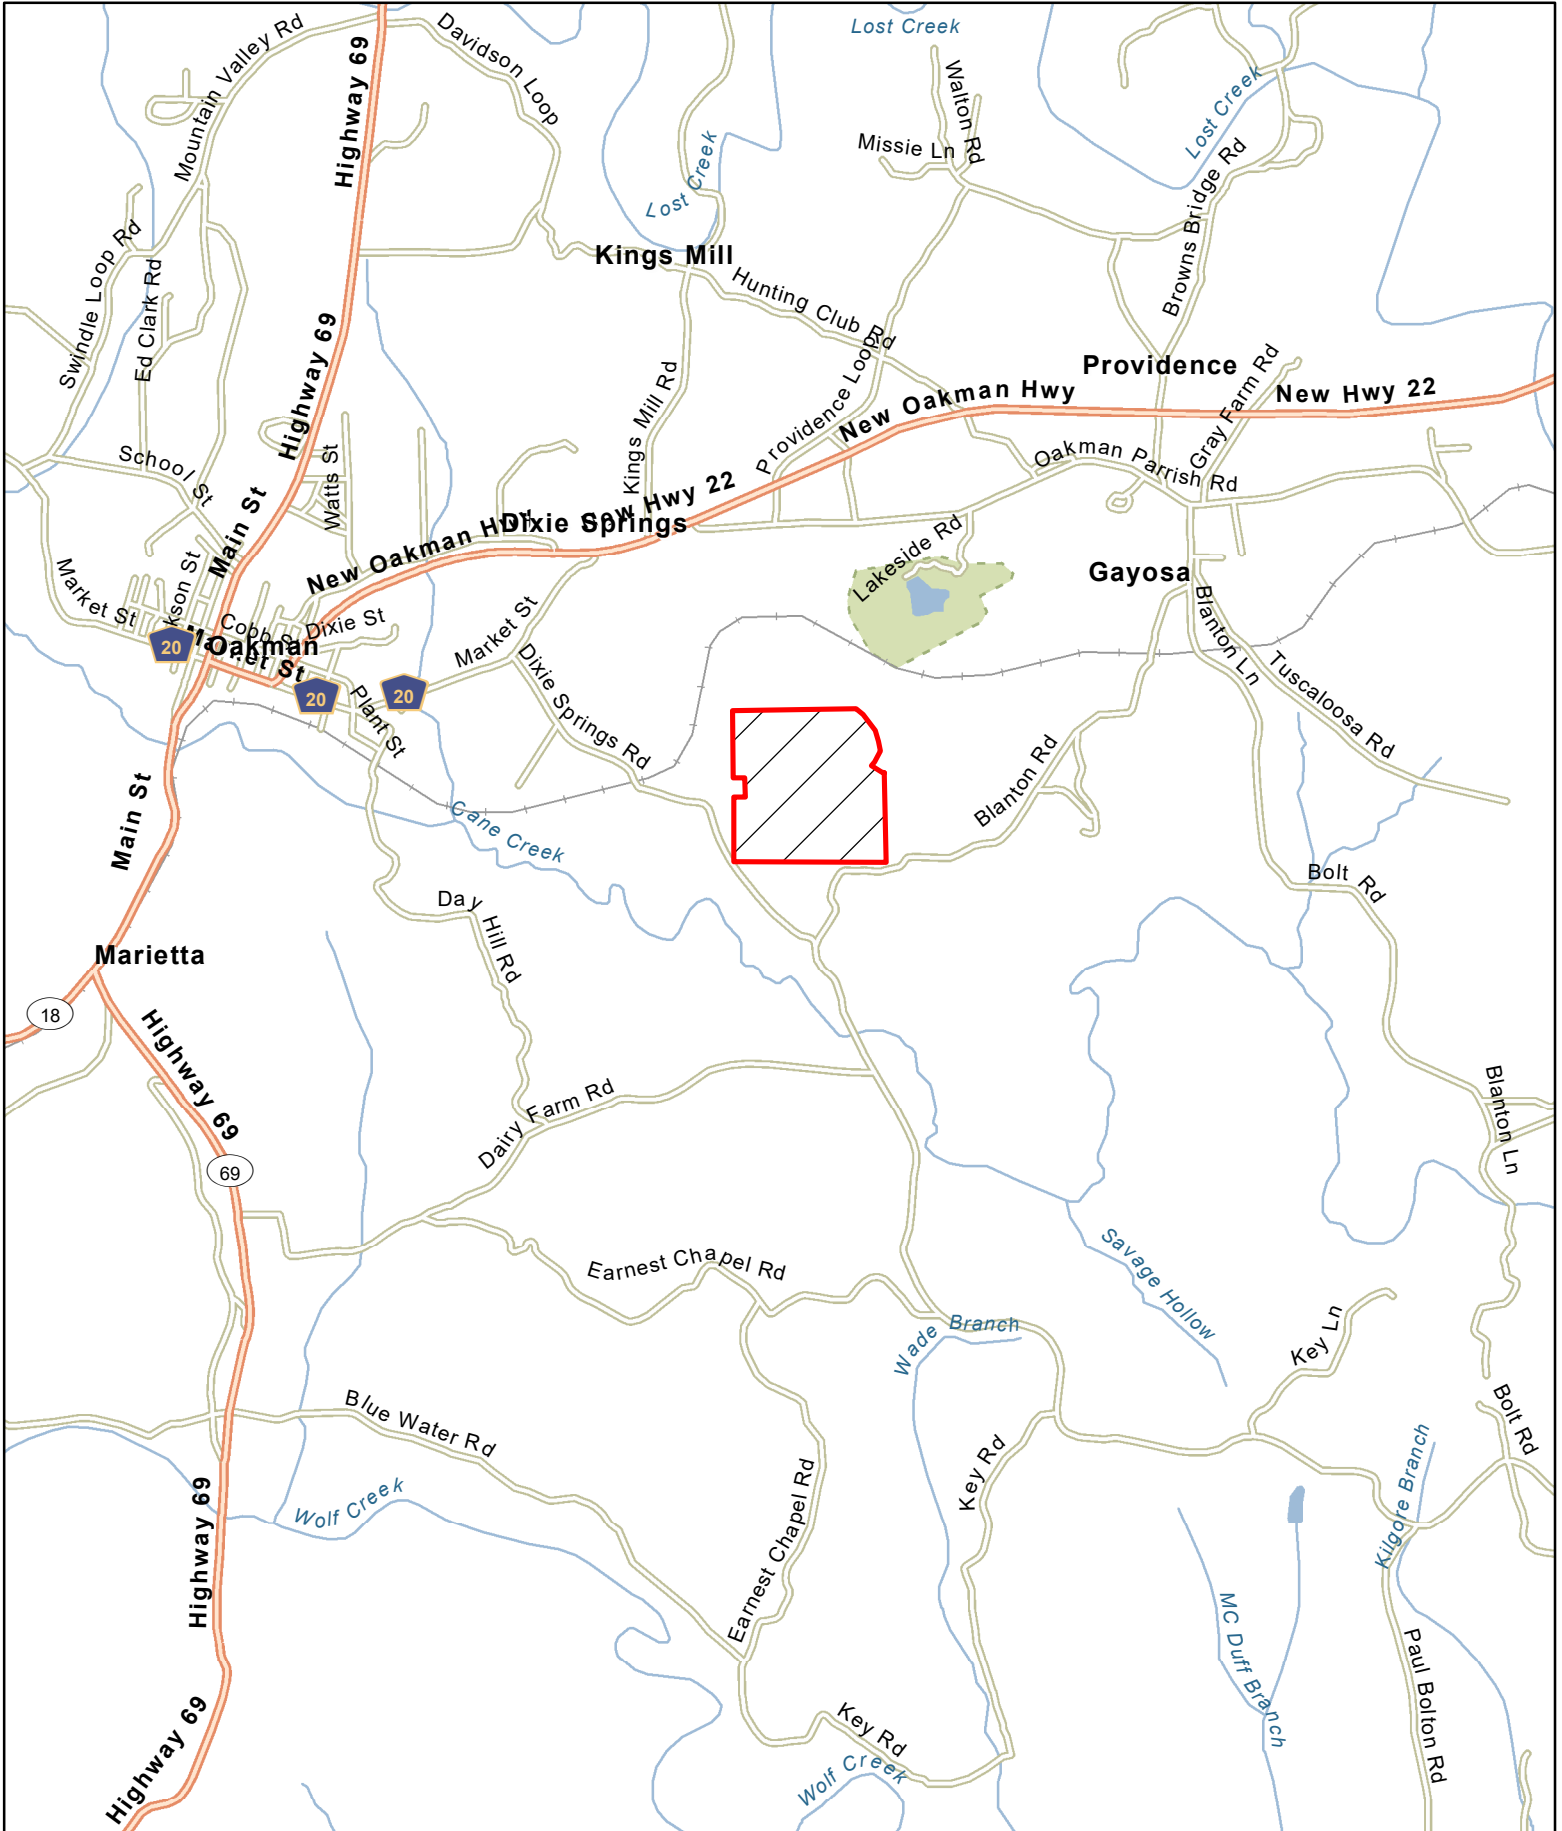 Lost Creek
Mountain Valley Rd
Highway 69
Davidson Loop
Walton Rd
Lost Creek
Missie Ln
Lost Creek
Browns Bridge Rd
Swindle Loop Rd
Ed Clark Rd
Kings Mill
Hunting Club Rd
Highway 69
Providence
Providence Loop
Kings Mill Rd
Gray Farm Rd
New Oakman Hwy
New Hwy 22
School St
Watts St
Oakman Parrish Rd
Main St
New Hwy 22
Dixie Springs
New Oakman Hwy
Lakeside Rd
Gayosa
Market St
kson St
Cobb St
Dixie St
Market St
Blanton Ln
20
Market St
Oakman
Dixie Springs Rd
Tuscaloosa Rd
20
20
Plant St
Blanton Rd
Main St
Cane Creek
Bolt Rd
Day Hill Rd
Marietta
18
Highway 69
Dairy Farm Rd
Blanton Ln
69
Earnest Chapel Rd
Savage Hollow
Wade Branch
Key Ln
Blue Water Rd
Bolt Rd
Key Rd
Kilgore Branch
Highway 69
Wolf Creek
Earnest Chapel Rd
MC Duff Branch
Paul Bolton Rd
Highway 69
Key Rd
Wolf Creek